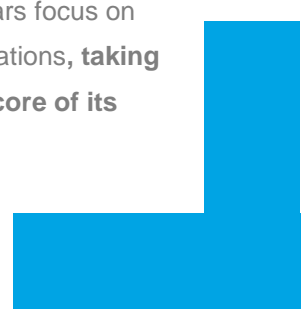 ars focus on
ations, taking
core of its